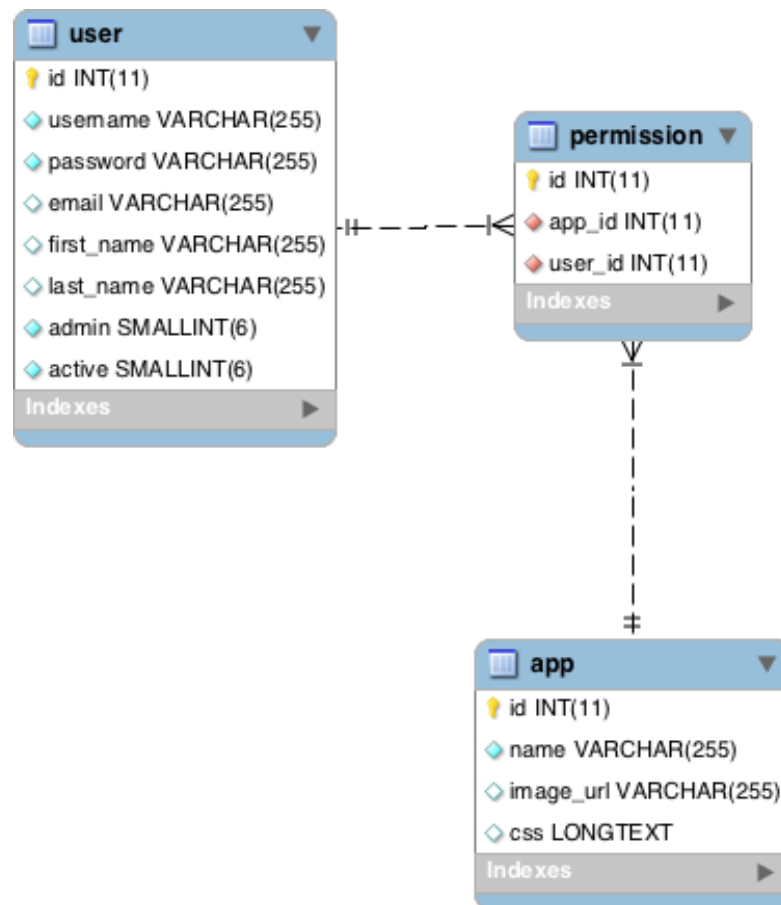 user
id INT(11)
username VARCHAR(255)
password VARCHAR(255)
email VARCHAR(255)
first_name VARCHAR(255)
last_name VARCHAR(255)
admin SMALLINT(6)
active SMALLINT(6)
Indexes
permission
id INT(11)
app_id INT(11)
user_id INT(11)
Indexes
app
id INT(11)
name VARCHAR(255)
image_url VARCHAR(255)
css LONGTEXT
Indexes